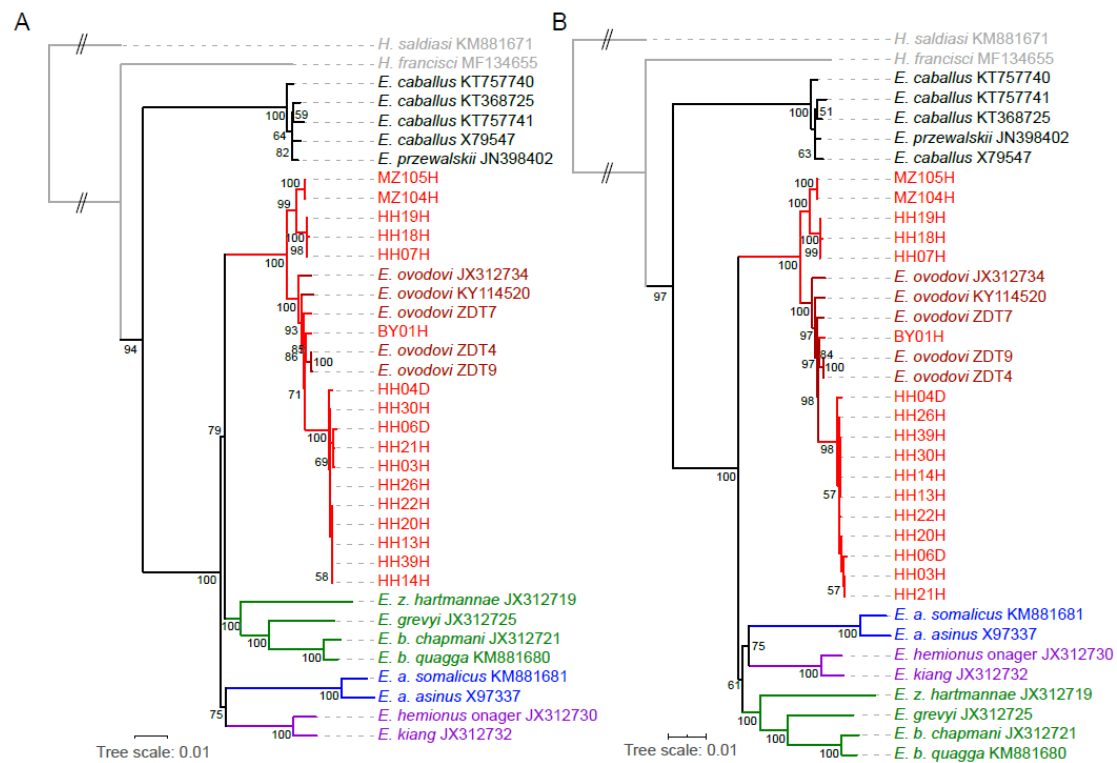 A
H. saldiasi KM881671
H. francisci MF134655
E. caballus KT757740
E. caballus KT368725
59
100
E. caballus KT757741
64
E. caballus X79547
82
E. przewalskii JN398402
MZ105H
100
MZ104H
99
HH19H
HH18H
100
98
HH07H
100
E. ovodovi JX312734
E. ovodovi KY114520
100
E. ovodovi ZDT7
93
BY01H
85
86
E. ovodovi ZDT4
100
E. ovodovi ZDT9
94
HH04D
71
HH30H
HH06D
79
100
HH21H
69
HH03H
HH26H
HH22H
HH20H
HH13H
HH39H
58
HH14H
100
E. z. hartmannae JX312719
100
E. grevyi JX312725
100
E. b. chapmani JX312721
100
E. b. quagga KM881680
E. a. somalicus KM881681
100
E. a. asinus X97337
75
E. hemionus onager JX312730
100
E. kiang JX312732
Tree scale: 0.01
B
H. saldiasi KM881671
H. francisci MF134655
E. caballus KT757740
E. caballus KT757741
51
100
E. caballus KT368725
E. przewalskii JN398402
63
E. caballus X79547
MZ105H
100
MZ104H
100
HH19H
HH18H
100
99
HH07H
100
E. ovodovi JX312734
97
E. ovodovi KY114520
100
E. ovodovi ZDT7
97
BY01H
84
E. ovodovi ZDT9
97
100
E. ovodovi ZDT4
HH04D
98
HH26H
HH39H
98
HH30H
HH14H
100
57
HH13H
HH22H
HH20H
HH06D
HH03H
57
HH21H
E. a. somalicus KM881681
100
E. a. asinus X97337
75
E. hemionus onager JX312730
100
E. kiang JX312732
61
E. z. hartmannae JX312719
100
E. grevyi JX312725
100
E. b. chapmani JX312721
100
E. b. quagga KM881680
Tree scale: 0.01